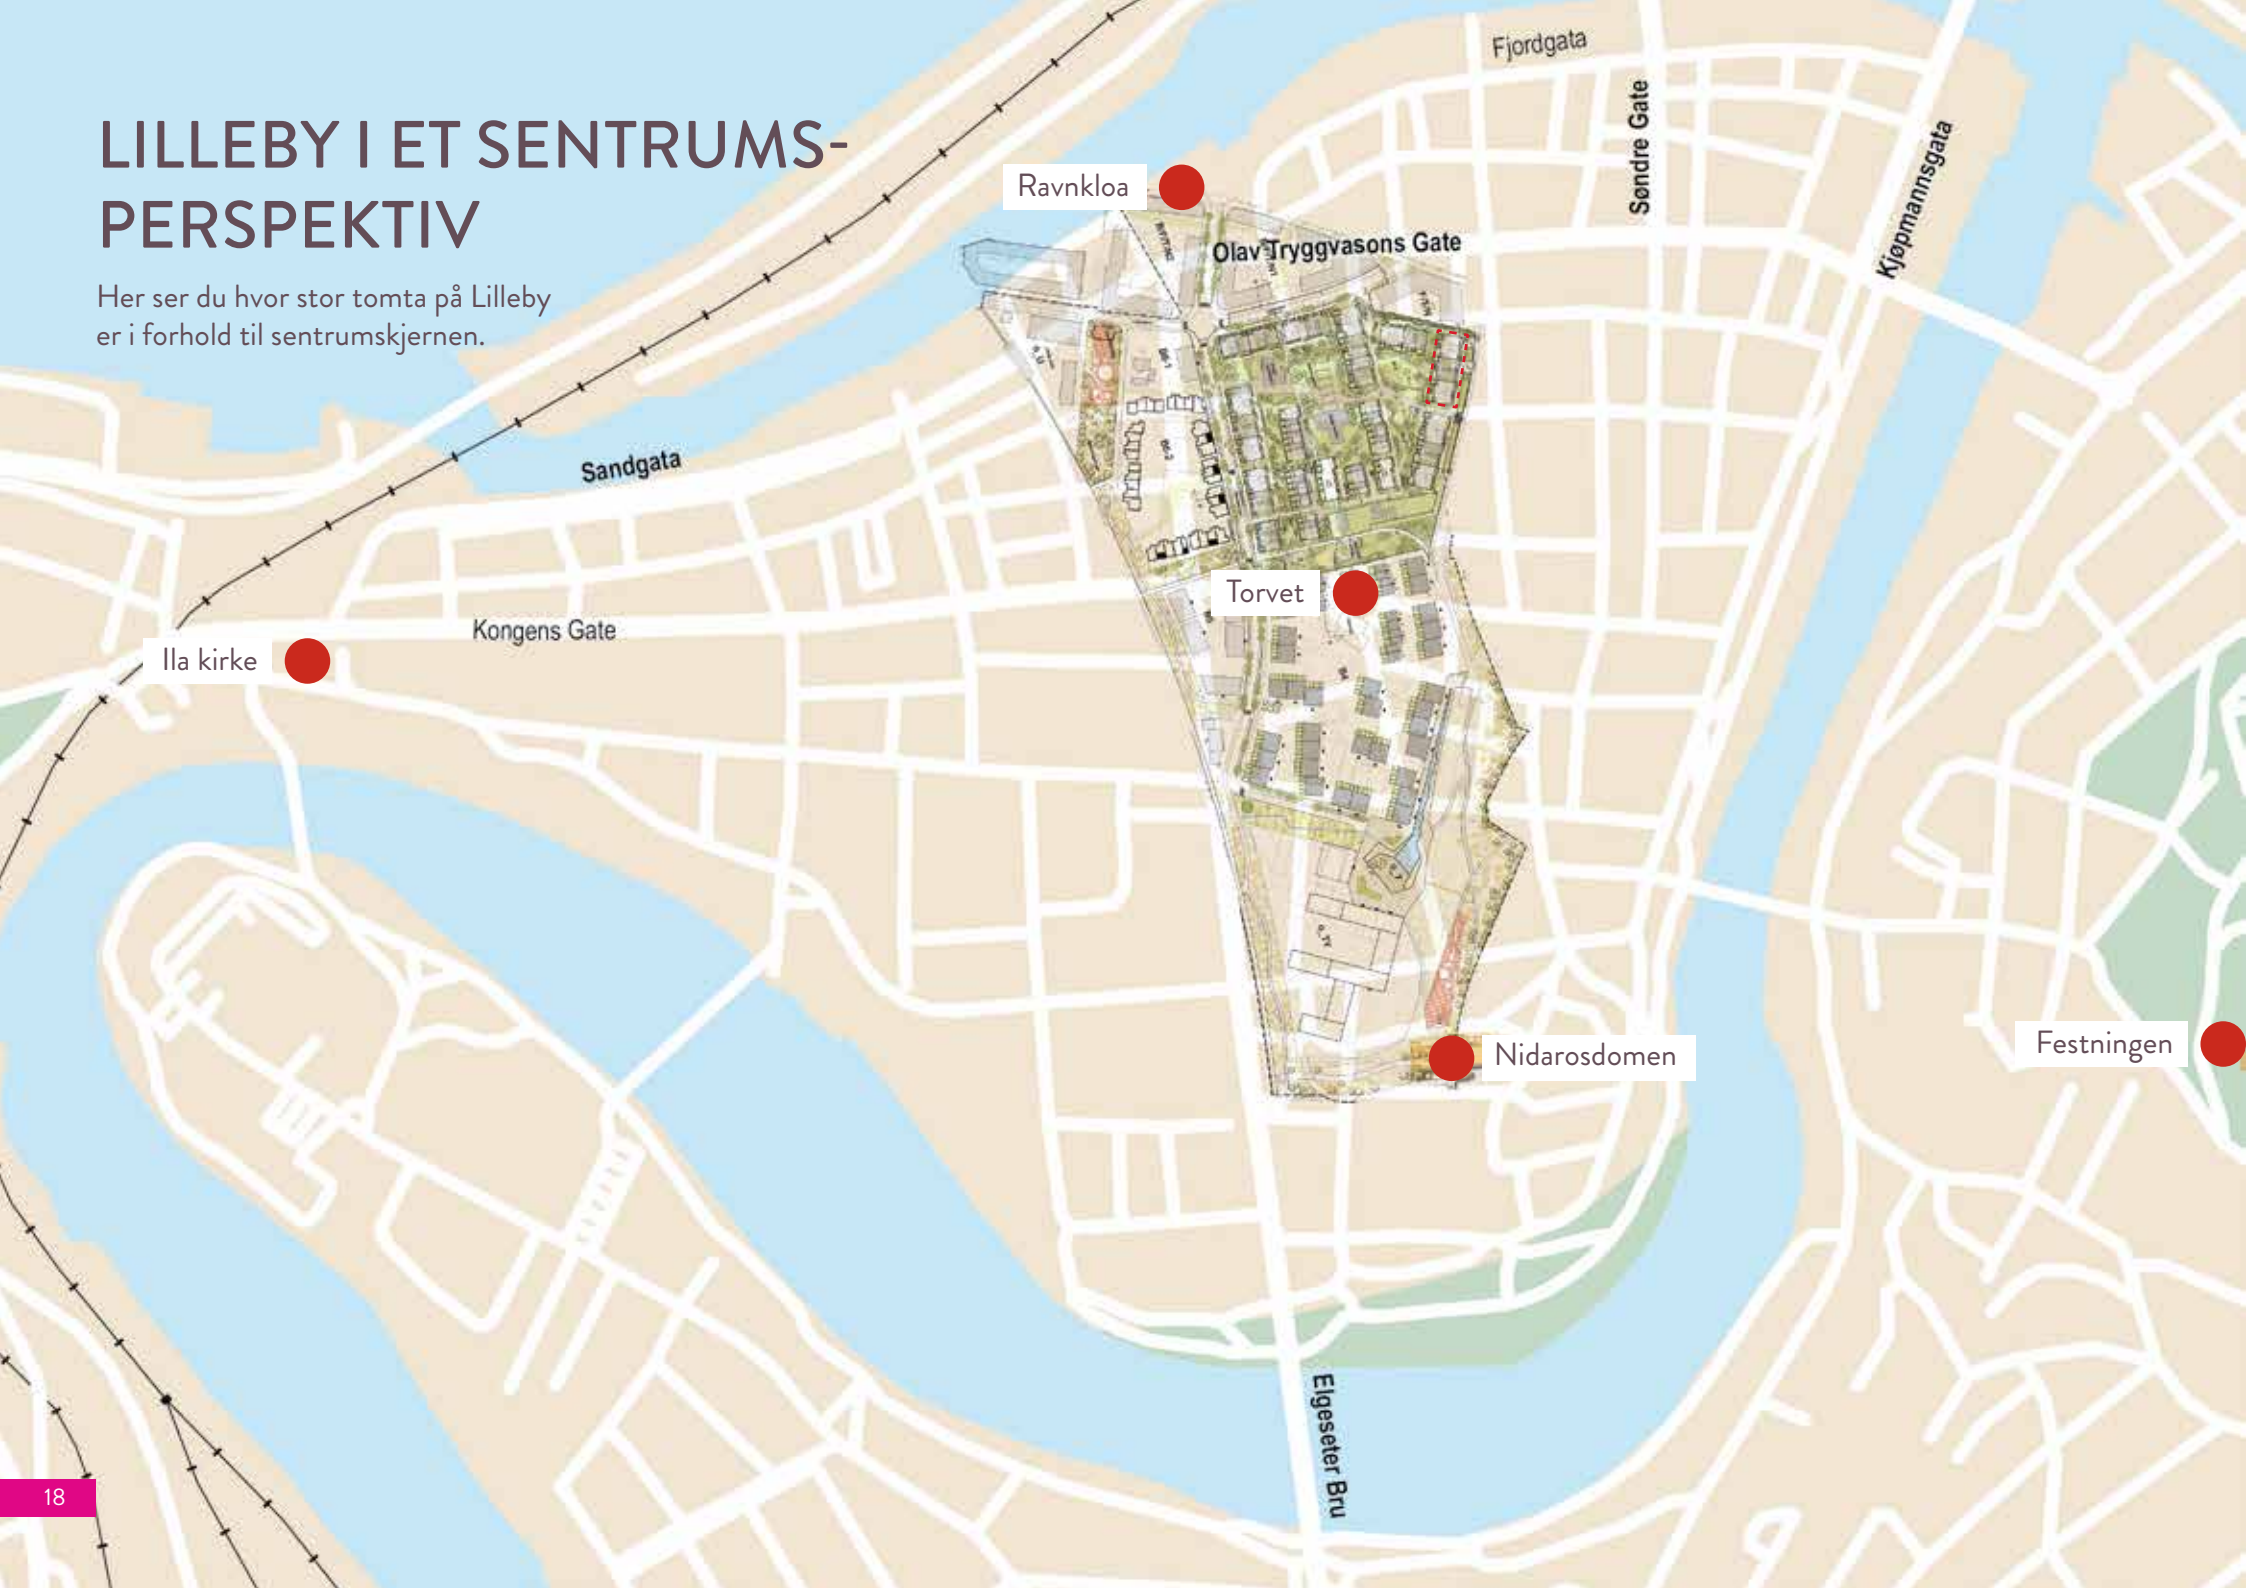 LILLEBY I ET SENTRUMS-
PERSPEKTIV
Her ser du hvor stor tomta på Lilleby
er i forhold til sentrumskjernen.
Fjordgata
Søndre Gate
Kjøpmannsgata
Ravnkloa
Olav Tryggvasons Gate
Sandgata
Torvet
Kongens Gate
Ila kirke
Nidarosdomen
Festningen
Elgeseter Bru
18